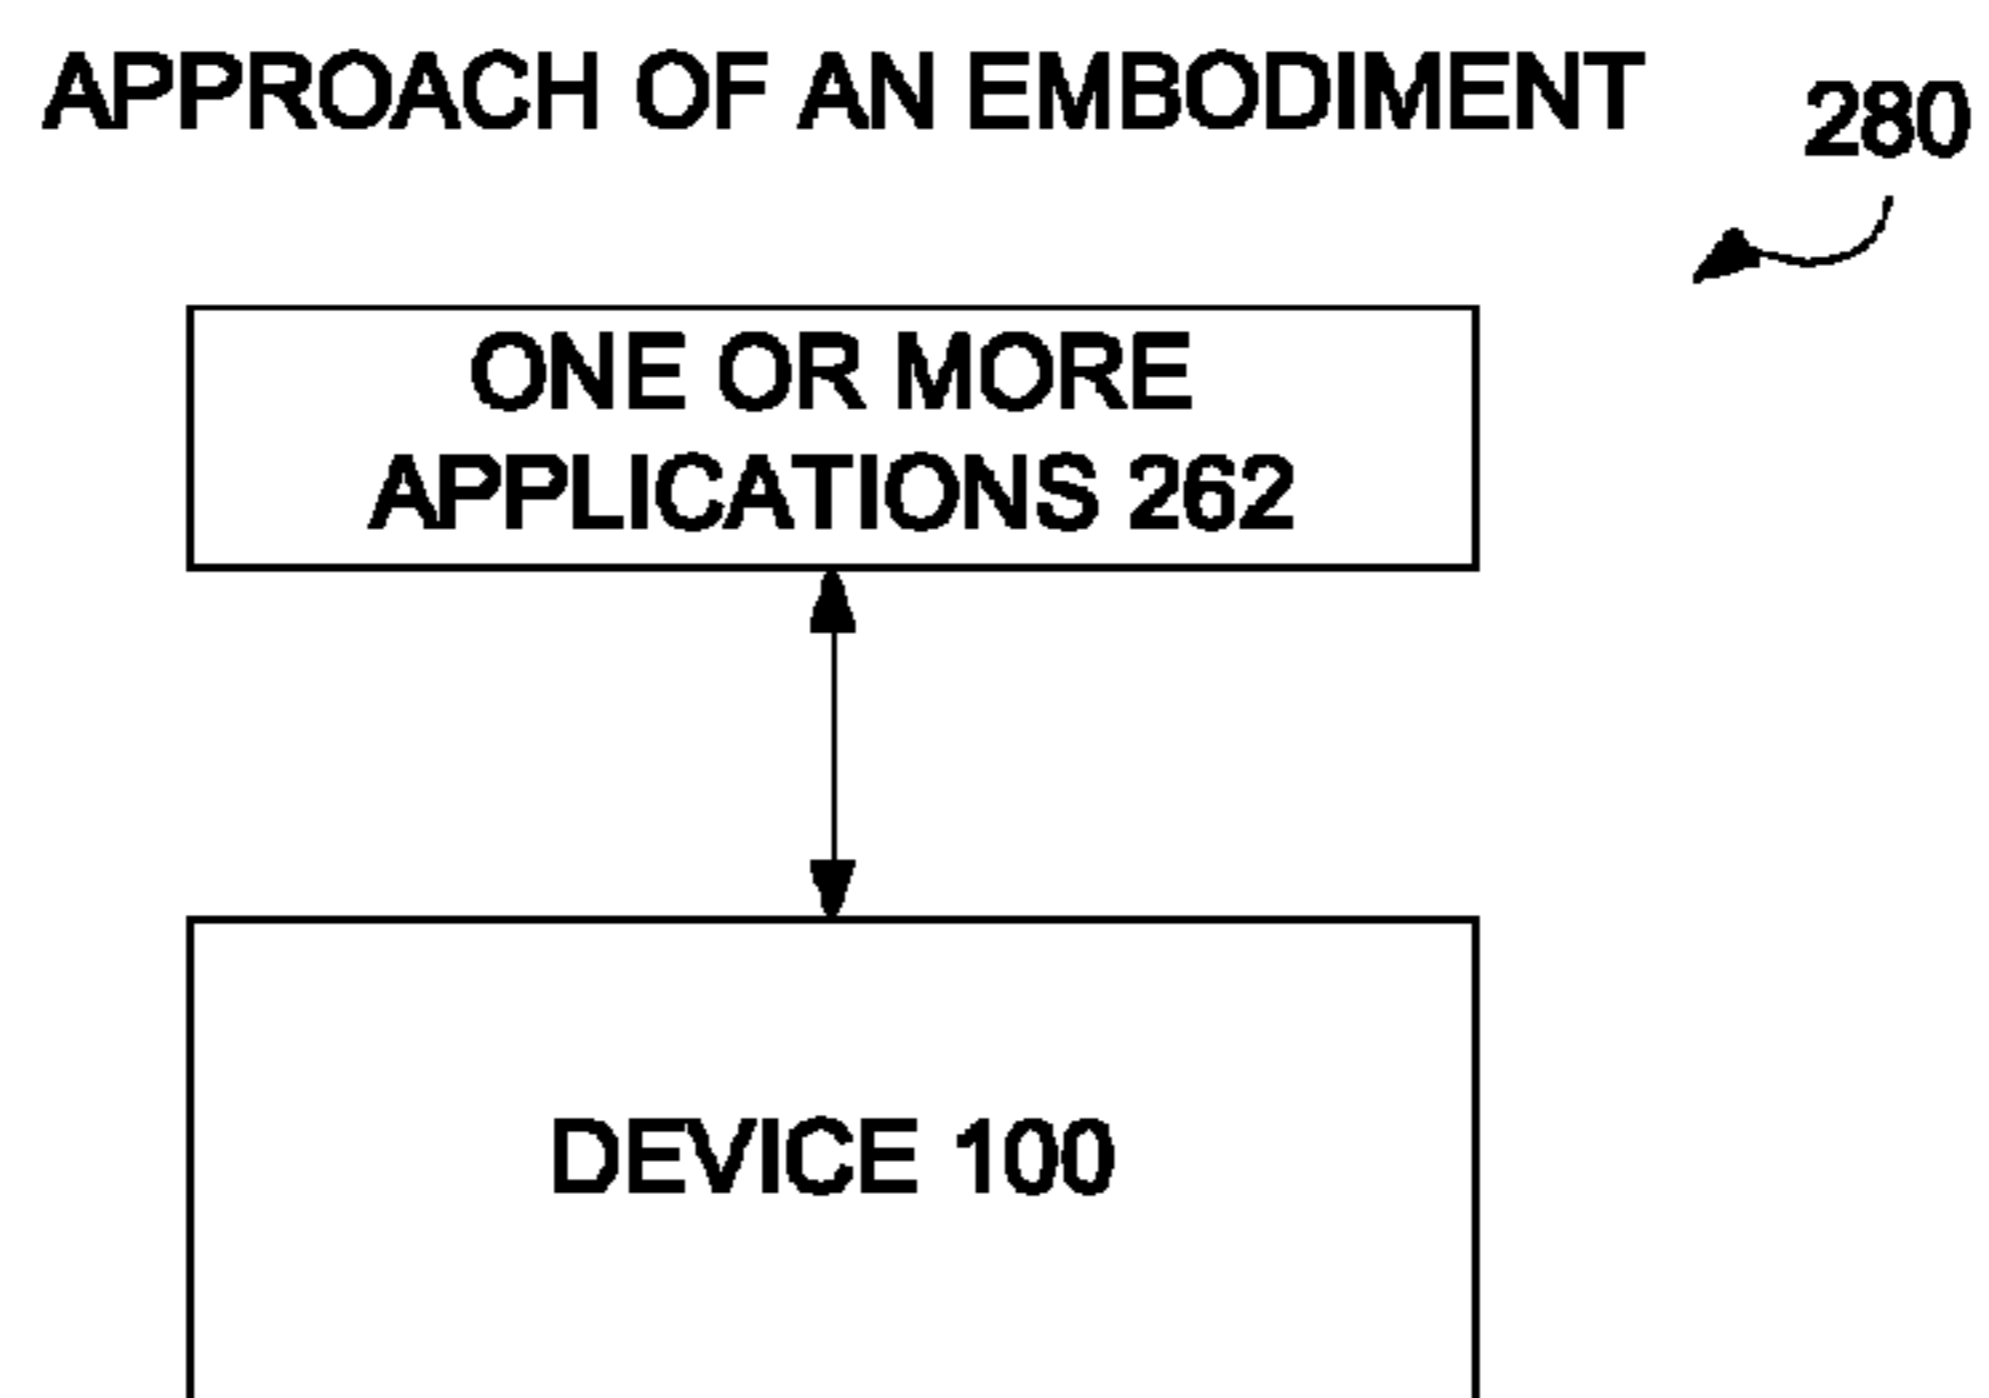 APPROACH OF AN EMBODIMENT
280
ONE OR MORE
APPLICATIONS 262
DEVICE 100